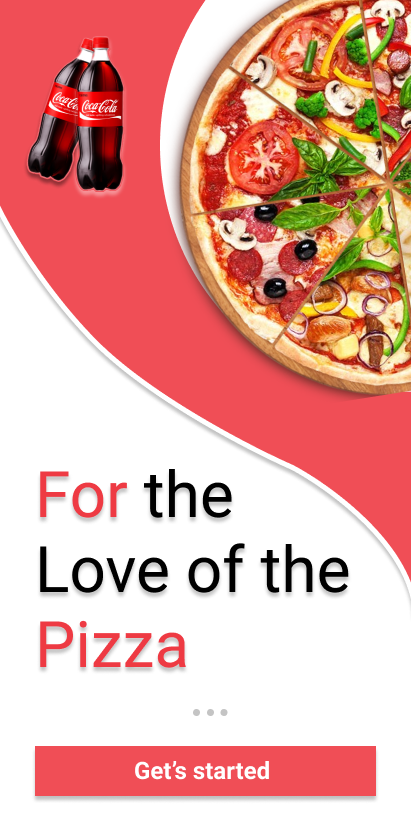 Coca-Cola
Coca-Cola
For the
Love of the
Pizza
Get’s started